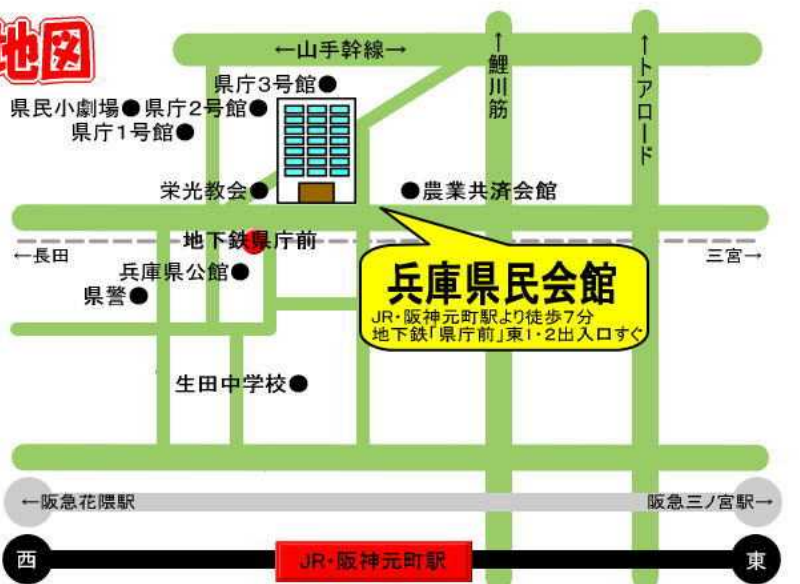 地図
←山手幹線→
↑鯉川筋
↑トアロード
県庁3号館●
県民小劇場●県庁2号館●
県庁1号館●
栄光教会●
●農業共済会館
地下鉄県庁前
←長田
三宮→
兵庫県公館●
県警●
兵庫県民会館
JR・阪神元町駅より徒歩7分
地下鉄「県庁前」東1・2出入口すぐ
生田中学校●
←阪急花隈駅
阪急三ノ宮駅→
西
JR・阪神元町駅
東